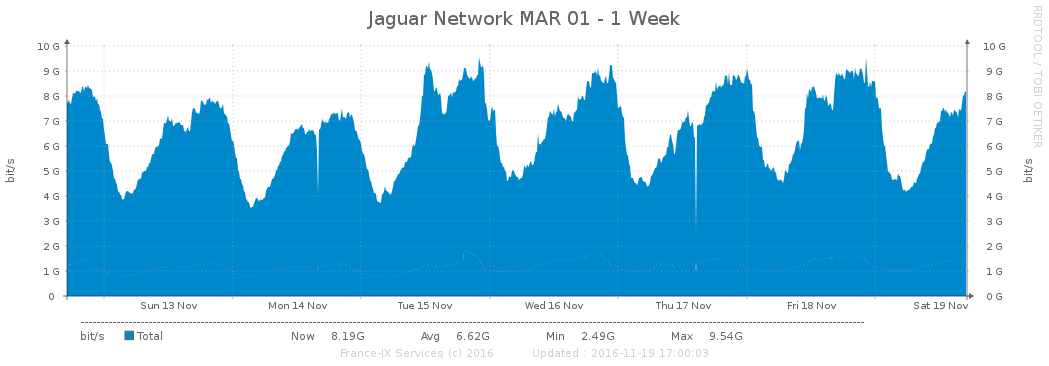 Jaguar Network MAR 01 - 1 Week
RRDTOOL / TOBI OETIKER
10 G 10 G
9 G 9 G
8 G 8 G
7 G 7 G
6 G 6 G
5 G 5 G
4 G 4 G
3 G 3 G
2 G 2 G
1 G 1 G
0 0 G
bit/s bit/s
Sun 13 Nov Mon 14 Nov Tue 15 Nov Wed 16 Nov Thu 17 Nov Fri 18 Nov Sat 19 Nov
bit/s Total Now 8.19G Avg 6.62G Min 2.49G Max 9.54G
France-IX Services (c) 2016 Updated : 2016-11-19 17:00:03